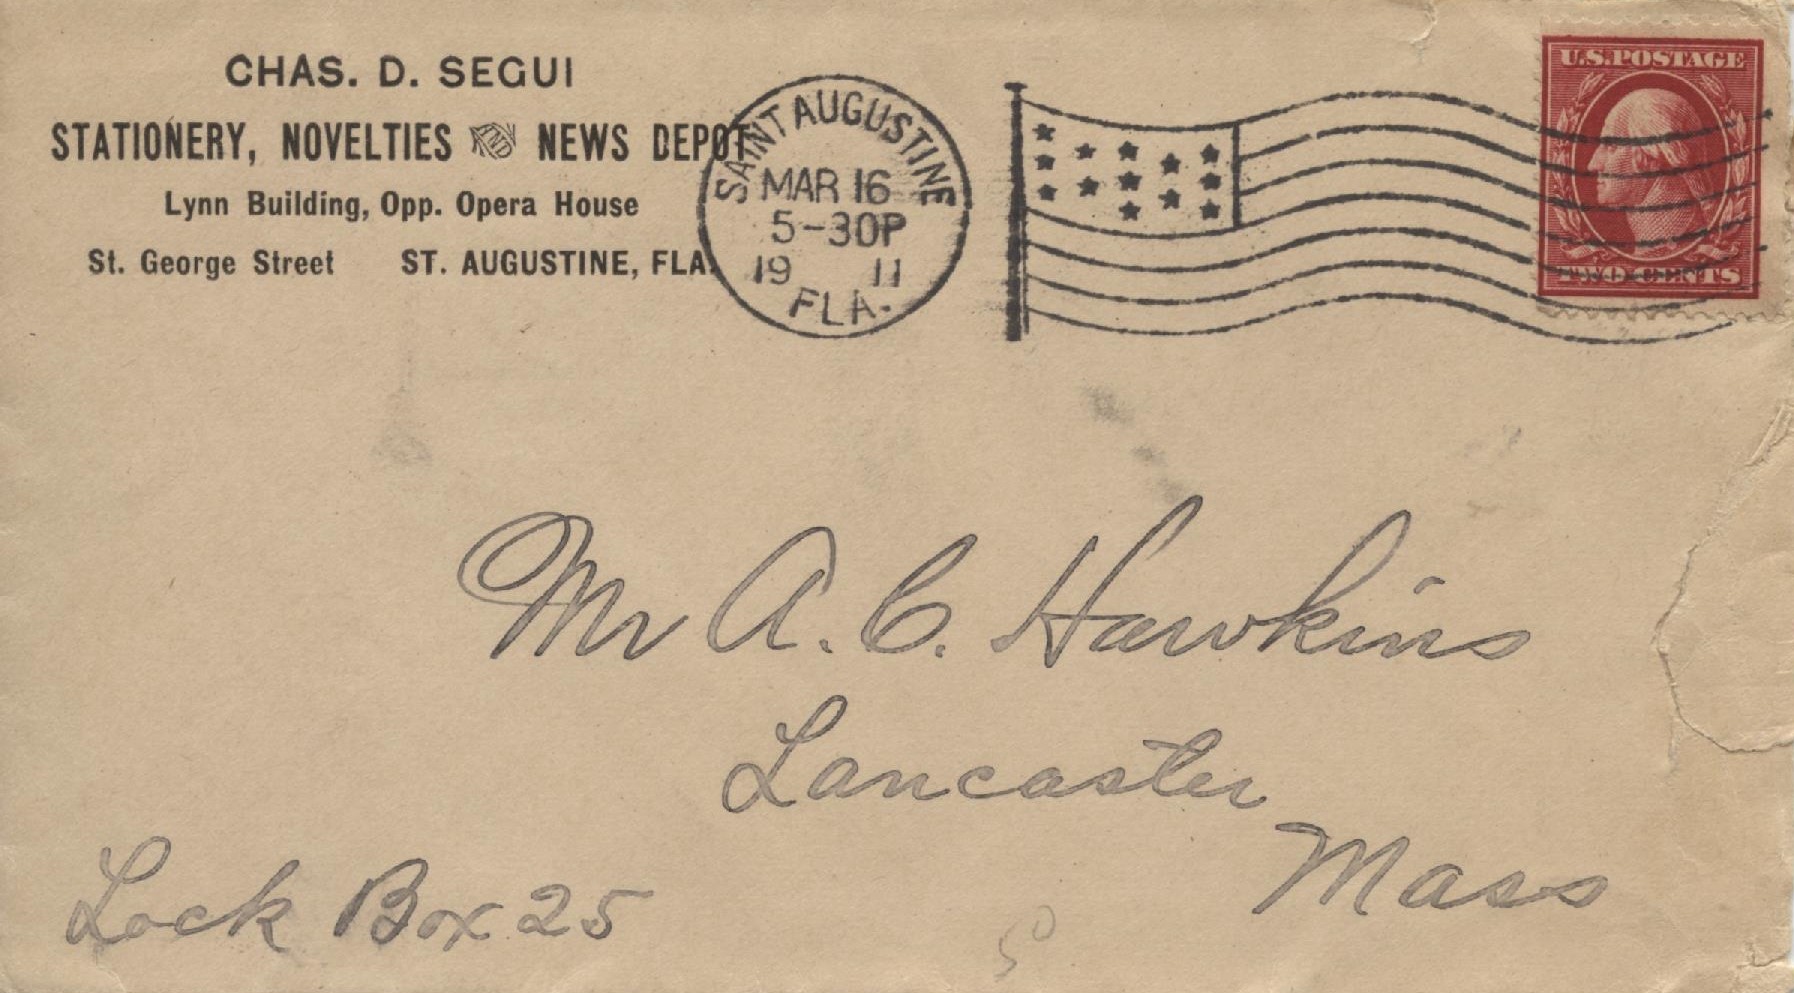 CHAS. D. SEGUI
STATIONERY, NOVELTIES AND NEWS DEPOT
Lynn Building, Opp. Opera House
St. George Street ST. AUGUSTINE, FLA.
SAINT AUGUSTINE
MAR 16
5-30P
19 11
FLA.
U.S. POSTAGE
TWO CENTS
Mr A. C. Hawkins
Lancaster
Mass
Lock Box 25